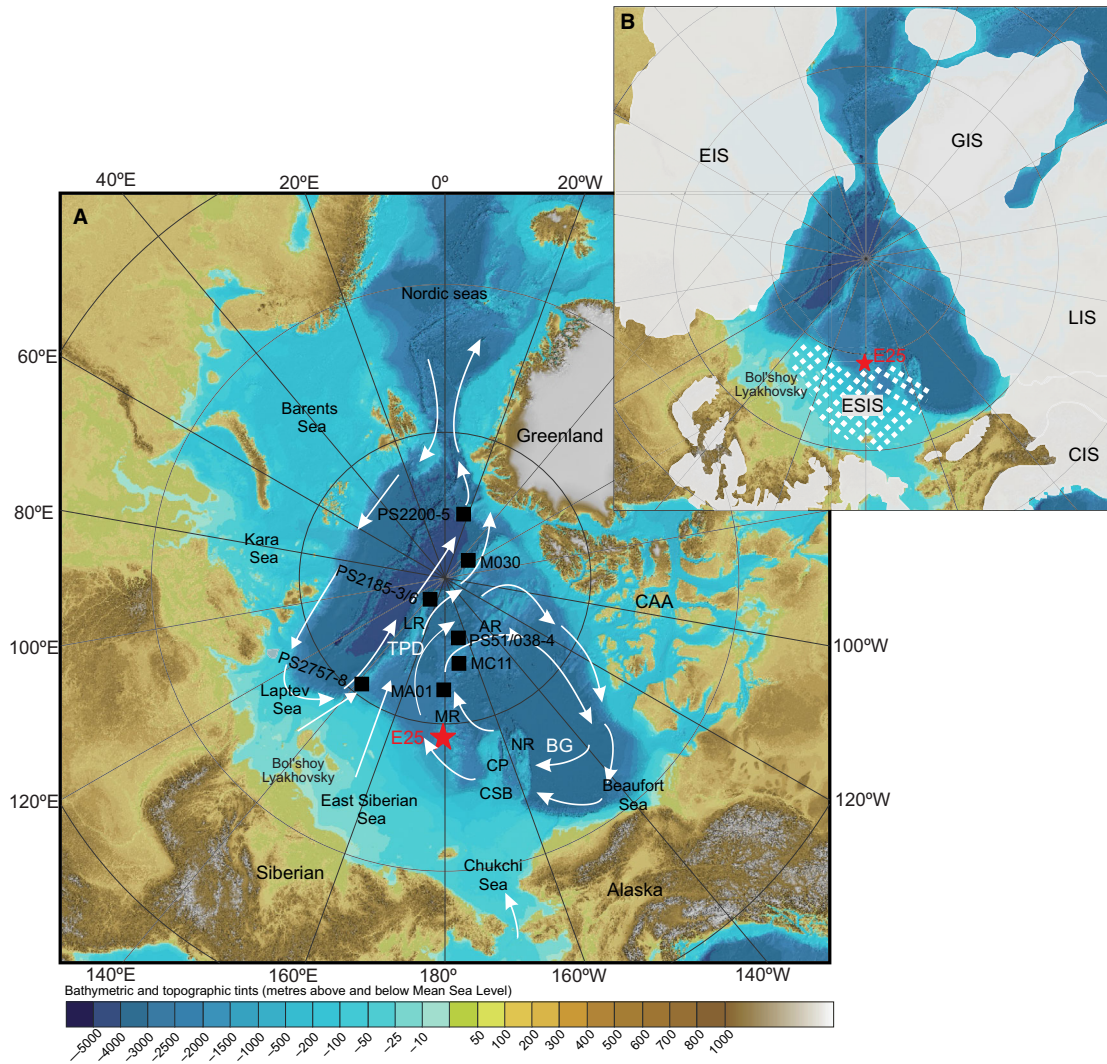 B
EIS
GIS
LIS
E25
Bol'shoy
Lyakhovsky
ESIS
CIS
40ºE
20ºE
0º
20ºW
A
Nordic seas
60ºE
Barents
Sea
Greenland
80ºE
PS2200-5
Kara
Sea
M030
PS2185-3/6
CAA
LR
AR
100ºE
TPD
PS51/038-4
100ºW
PS2757-8
MC11
Laptev
Sea
MA01
MR
E25
NR
BG
Bol'shoy
Lyakhovsky
CP
120ºE
East Siberian
Sea
CSB
Beaufort
Sea
120ºW
Chukchi
Sea
Siberian
Alaska
140ºE
160ºE
180º
160ºW
140ºW
Bathymetric and topographic tints (metres above and below Mean Sea Level)
−5000 −4000 −3000 −2500 −2000 −1500 −1000 −500 −200 −100 −50 −25 −10 50 100 200 300 400 500 600 700 800 1000